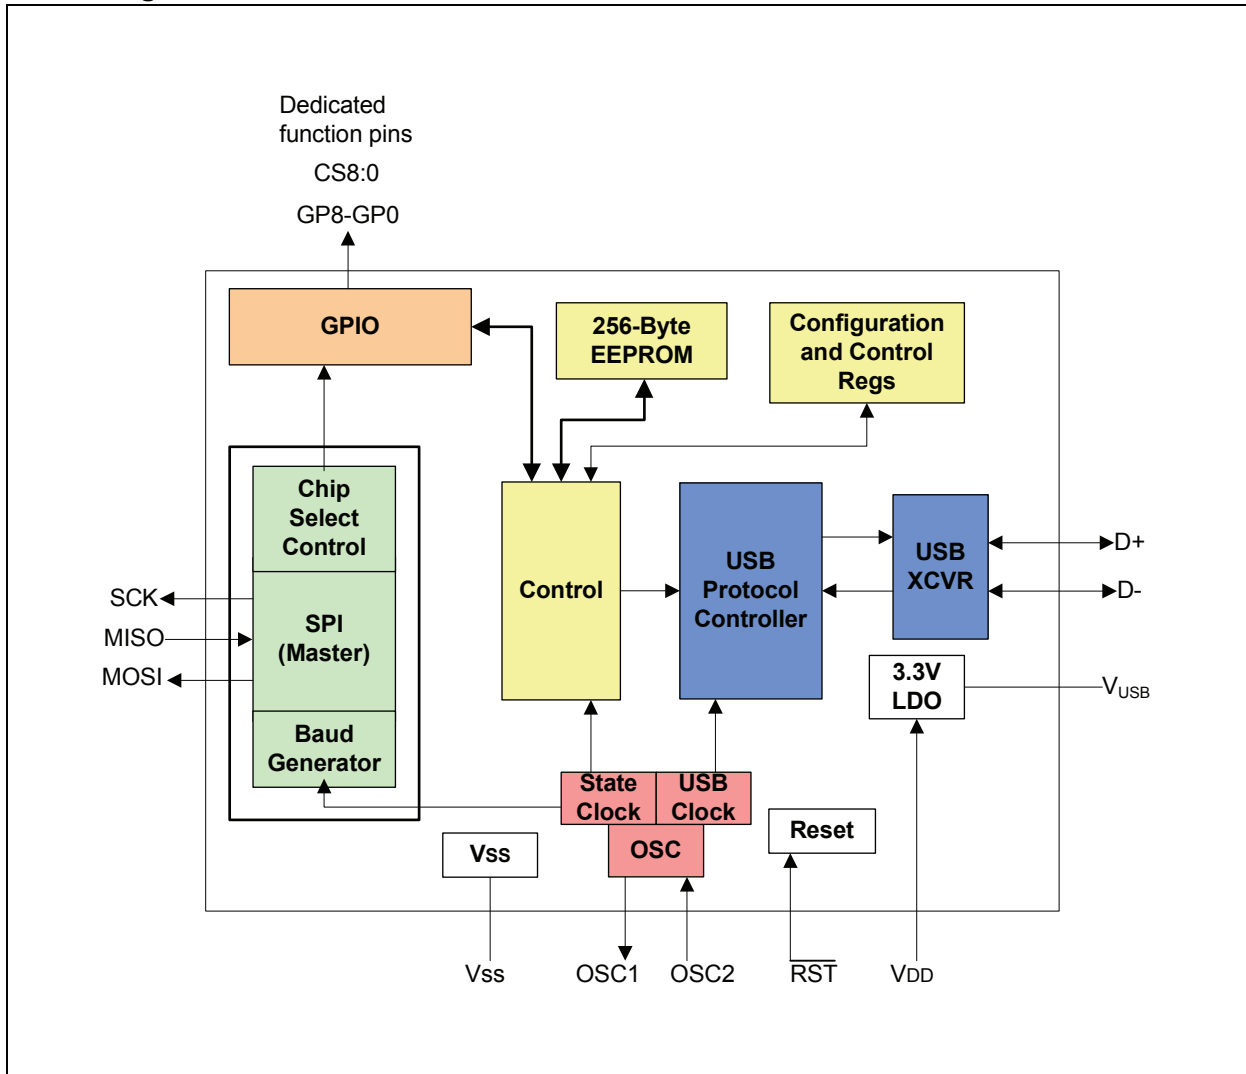 Dedicated
function pins
CS8:0
GP8-GP0
GPIO
256-Byte
EEPROM
Configuration
and Control
Regs
Chip
Select
Control
SPI
(Master)
Baud
Generator
SCK
MISO
MOSI
Control
USB
Protocol
Controller
USB
XCVR
D+
D-
3.3V
LDO
VUSB
State
Clock
USB
Clock
OSC
Reset
Vss
Vss
OSC1
OSC2
RST
VDD